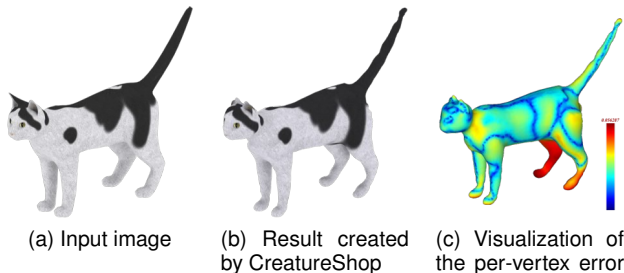 (a) Input image
(b) Result created
by CreatureShop
(c) Visualization of
the per-vertex error